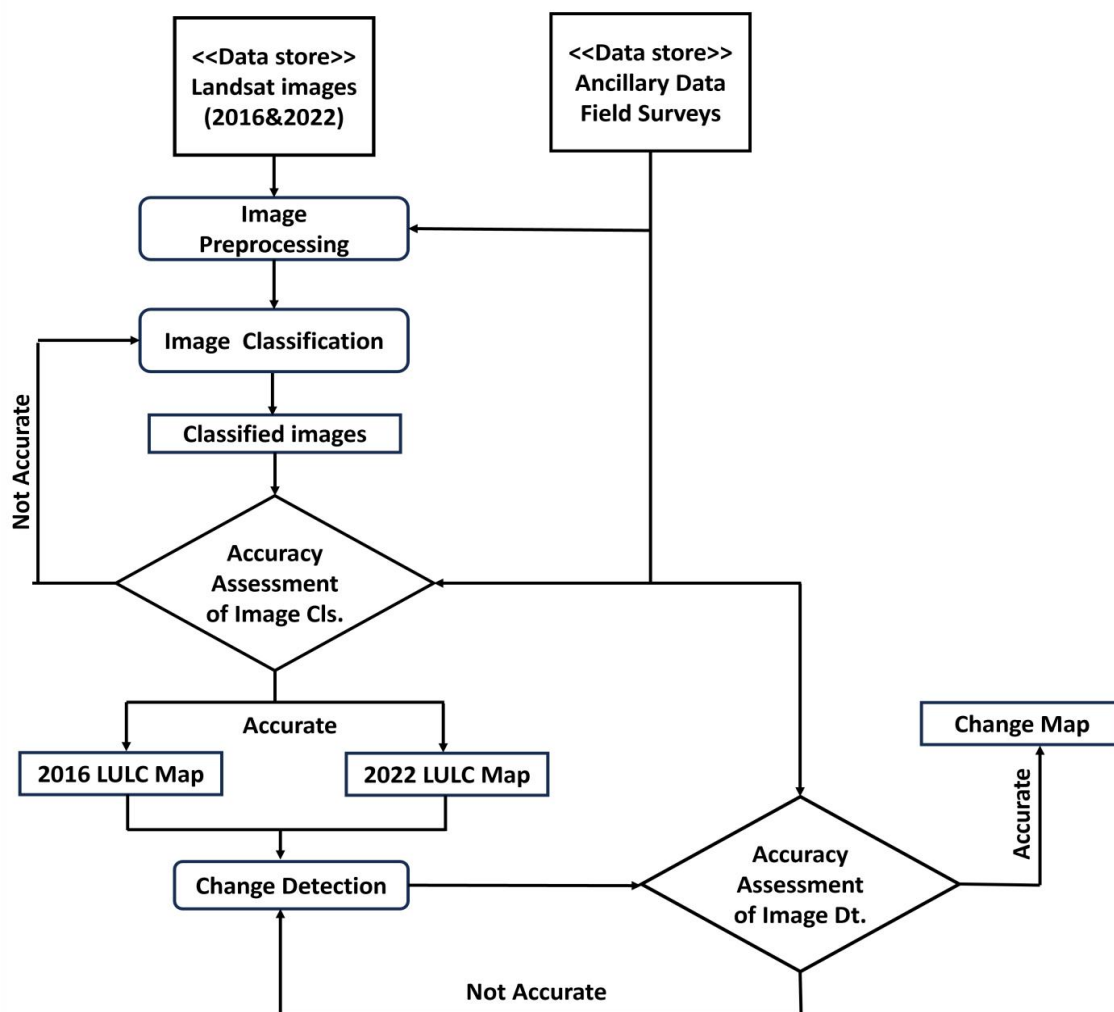 <<Data store>>
Landsat images
(2016&2022)
<<Data store>>
Ancillary Data
Field Surveys
Image
Preprocessing
Image Classification
Not Accurate
Classified images
Accuracy
Assessment
of Image Cls.
Accurate
2016 LULC Map
2022 LULC Map
Change Map
Accurate
Change Detection
Accuracy
Assessment
of Image Dt.
Not Accurate